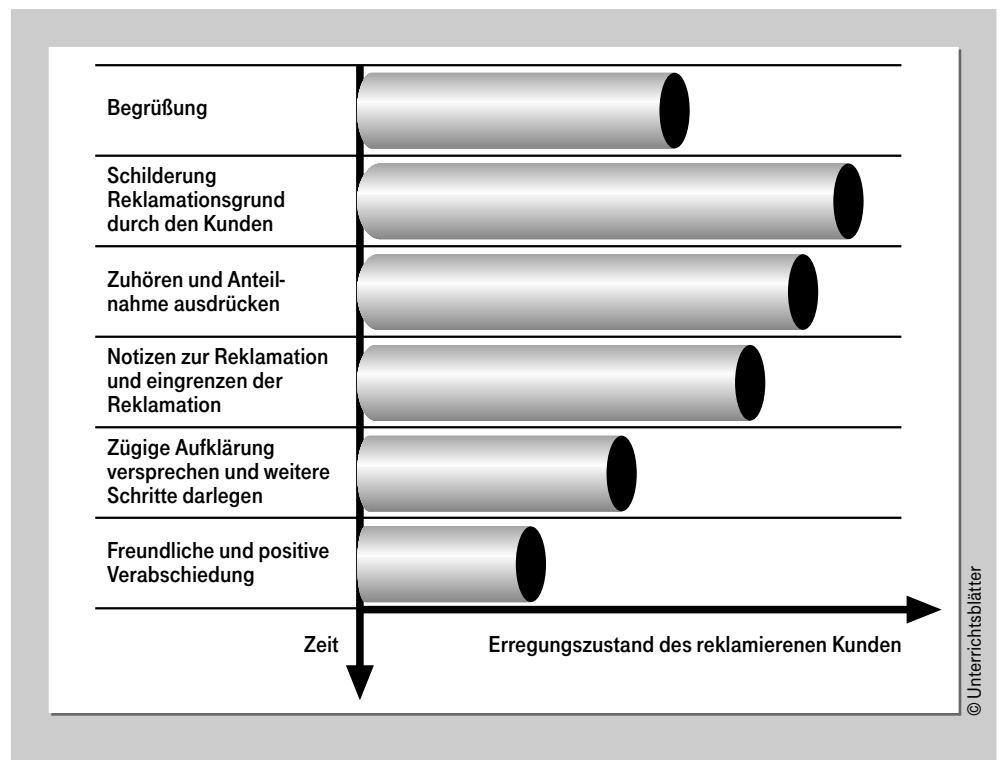 Begrüßung
Schilderung
Reklamationsgrund
durch den Kunden
Zuhören und Anteil-
nahme ausdrücken
Notizen zur Reklamation
und eingrenzen der
Reklamation
Zügige Aufklärung
versprechen und weitere
Schritte darlegen
Freundliche und positive
Verabschiedung
Zeit
Erregungszustand des reklamierenen Kunden
© Unterrichtsblätter